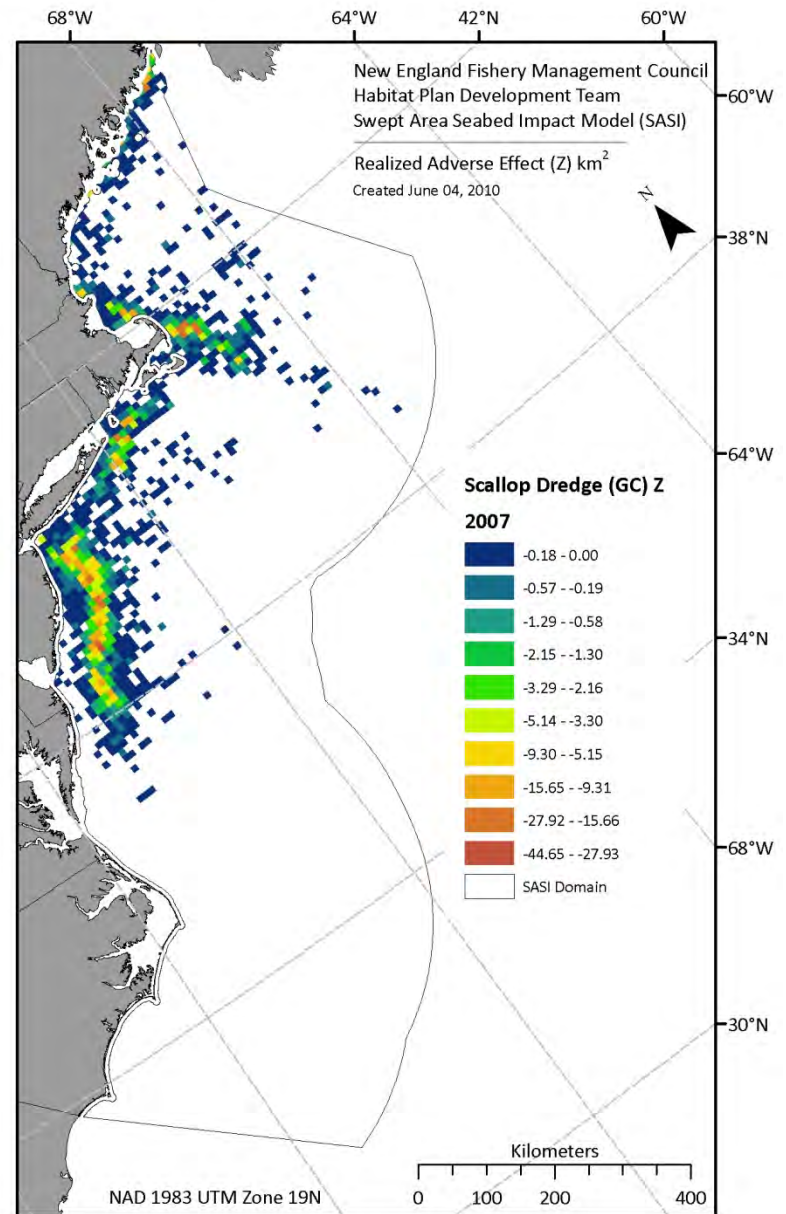 68°W
64°W
42°N
60°W
New England Fishery Management Council
Habitat Plan Development Team
Swept Area Seabed Impact Model (SASI)
Realized Adverse Effect (Z) km²
Created June 04, 2010
N
60°W
38°N
64°W
34°N
68°W
30°N
Scallop Dredge (GC) Z
2007
-0.18 - 0.00
-0.57 - -0.19
-1.29 - -0.58
-2.15 - -1.30
-3.29 - -2.16
-5.14 - -3.30
-9.30 - -5.15
-15.65 - -9.31
-27.92 - -15.66
-44.65 - -27.93
SASI Domain
Kilometers
0 100 200 400
NAD 1983 UTM Zone 19N